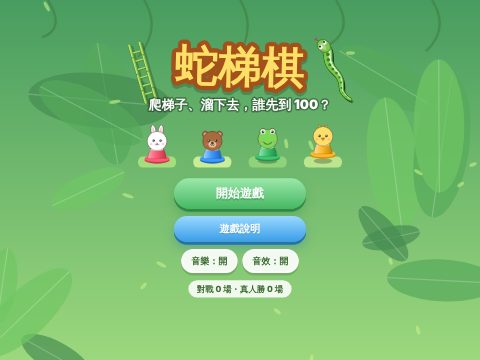 蛇梯棋
爬梯子、溜下去，誰先到 100？
開始遊戲
遊戲說明
音樂：開
音效：開
對戰 0 場・真人勝 0 場